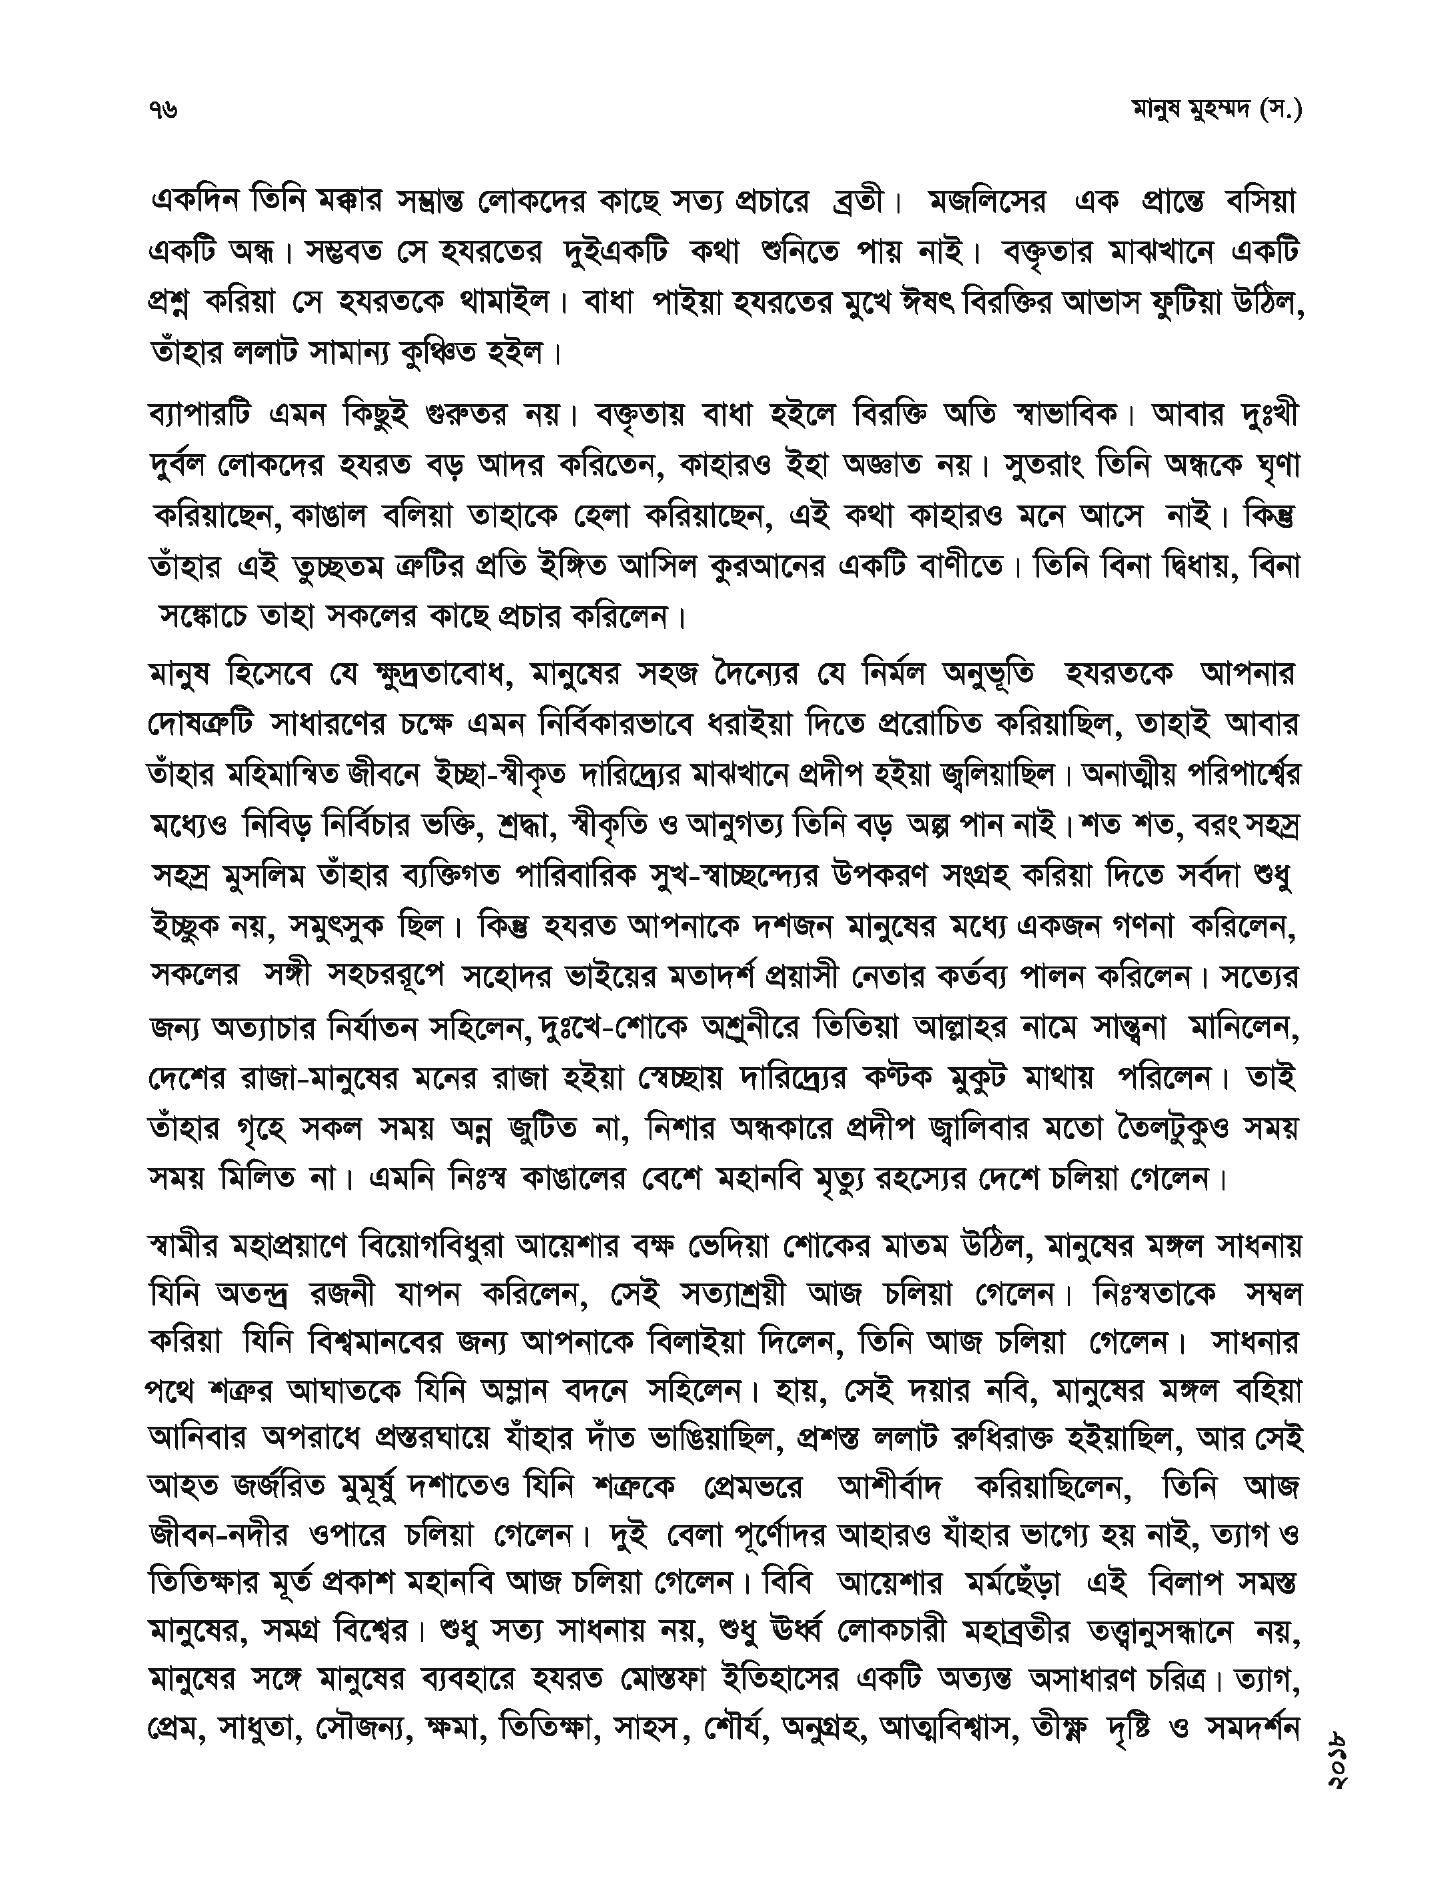 ৭৬
মানুষ মুহম্মদ (স.)
একদিন তিনি মক্কার সম্ভ্রান্ত লোকদের কাছে সত্য প্রচারে ব্রতী। মজলিসের এক প্রান্তে বসিয়া
একটি অন্ধ। সম্ভবত সে হযরতের দুইএকটি কথা শুনিতে পায় নাই। বক্তৃতার মাঝখানে একটি
প্রশ্ন করিয়া সে হযরতকে থামাইল। বাধা পাইয়া হযরতের মুখে ঈষৎ বিরক্তির আভাস ফুটিয়া উঠিল,
তাঁহার ললাট সামান্য কুঞ্চিত হইল।
ব্যাপারটি এমন কিছুই গুরুতর নয়। বক্তৃতায় বাধা হইলে বিরক্তি অতি স্বাভাবিক। আবার দুঃখী
দুর্বল লোকদের হযরত বড় আদর করিতেন, কাহারও ইহা অজ্ঞাত নয়। সুতরাং তিনি অন্ধকে ঘৃণা
করিয়াছেন, কাঙাল বলিয়া তাহাকে হেলা করিয়াছেন, এই কথা কাহারও মনে আসে নাই। কিন্তু
তাঁহার এই তুচ্ছতম ত্রুটির প্রতি ইঙ্গিত আসিল কুরআনের একটি বাণীতে। তিনি বিনা দ্বিধায়, বিনা
সঙ্কোচে তাহা সকলের কাছে প্রচার করিলেন।
মানুষ হিসেবে যে ক্ষুদ্রতাবোধ, মানুষের সহজ দৈন্যের যে নির্মল অনুভূতি হযরতকে আপনার
দোষত্রুটি সাধারণের চক্ষে এমন নির্বিকারভাবে ধরাইয়া দিতে প্ররোচিত করিয়াছিল, তাহাই আবার
তাঁহার মহিমান্বিত জীবনে ইচ্ছা-স্বীকৃত দারিদ্র্যের মাঝখানে প্রদীপ হইয়া জ্বলিয়াছিল। অনাত্মীয় পরিপার্শ্বের
মধ্যেও নিবিড় নির্বিচার ভক্তি, শ্রদ্ধা, স্বীকৃতি ও আনুগত্য তিনি বড় অল্প পান নাই। শত শত, বরং সহস্র
সহস্র মুসলিম তাঁহার ব্যক্তিগত পারিবারিক সুখ-স্বাচ্ছন্দ্যের উপকরণ সংগ্রহ করিয়া দিতে সর্বদা শুধু
ইচ্ছুক নয়, সমুৎসুক ছিল। কিন্তু হযরত আপনাকে দশজন মানুষের মধ্যে একজন গণনা করিলেন,
সকলের সঙ্গী সহচররূপে সহোদর ভাইয়ের মতাদর্শ প্রয়াসী নেতার কর্তব্য পালন করিলেন। সত্যের
জন্য অত্যাচার নির্যাতন সহিলেন, দুঃখে-শোকে অশ্রুনীরে তিতিয়া আল্লাহর নামে সান্ত্বনা মানিলেন,
দেশের রাজা-মানুষের মনের রাজা হইয়া স্বেচ্ছায় দারিদ্র্যের কণ্টক মুকুট মাথায় পরিলেন। তাই
তাঁহার গৃহে সকল সময় অন্ন জুটিত না, নিশার অন্ধকারে প্রদীপ জ্বালিবার মতো তৈলটুকুও সময়
সময় মিলিত না। এমনি নিঃস্ব কাঙালের বেশে মহানবি মৃত্যু রহস্যের দেশে চলিয়া গেলেন।
স্বামীর মহাপ্রয়াণে বিয়োগবিধুরা আয়েশার বক্ষ ভেদিয়া শোকের মাতম উঠিল, মানুষের মঙ্গল সাধনায়
যিনি অতন্দ্র রজনী যাপন করিলেন, সেই সত্যাশ্রয়ী আজ চলিয়া গেলেন। নিঃস্বতাকে সম্বল
করিয়া যিনি বিশ্বমানবের জন্য আপনাকে বিলাইয়া দিলেন, তিনি আজ চলিয়া গেলেন। সাধনার
পথে শত্রুর আঘাতকে যিনি অম্লান বদনে সহিলেন। হায়, সেই দয়ার নবি, মানুষের মঙ্গল বহিয়া
আনিবার অপরাধে প্রস্তরঘায়ে যাঁহার দাঁত ভাঙিয়াছিল, প্রশস্ত ললাট রুধিরাক্ত হইয়াছিল, আর সেই
আহত জর্জরিত মুমূর্ষু দশাতেও যিনি শত্রুকে প্রেমভরে আশীর্বাদ করিয়াছিলেন, তিনি আজ
জীবন-নদীর ওপারে চলিয়া গেলেন। দুই বেলা পূর্ণোদর আহারও যাঁহার ভাগ্যে হয় নাই, ত্যাগ ও
তিতিক্ষার মূর্ত প্রকাশ মহানবি আজ চলিয়া গেলেন। বিবি আয়েশার মর্মছেঁড়া এই বিলাপ সমস্ত
মানুষের, সমগ্র বিশ্বের। শুধু সত্য সাধনায় নয়, শুধু ঊর্ধ্ব লোকচারী মহাব্রতীর তত্ত্বানুসন্ধানে নয়,
মানুষের সঙ্গে মানুষের ব্যবহারে হযরত মোস্তফা ইতিহাসের একটি অত্যন্ত অসাধারণ চরিত্র। ত্যাগ,
প্রেম, সাধুতা, সৌজন্য, ক্ষমা, তিতিক্ষা, সাহস, শৌর্য, অনুগ্রহ, আত্মবিশ্বাস, তীক্ষ্ণ দৃষ্টি ও সমদর্শন
২০১৮